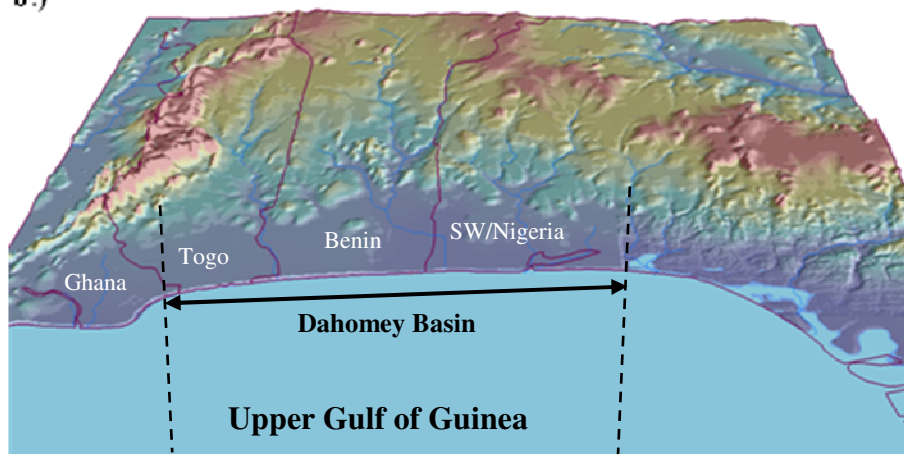 b.)
Ghana
Togo
Benin
SW/Nigeria
Dahomey Basin
Upper Gulf of Guinea